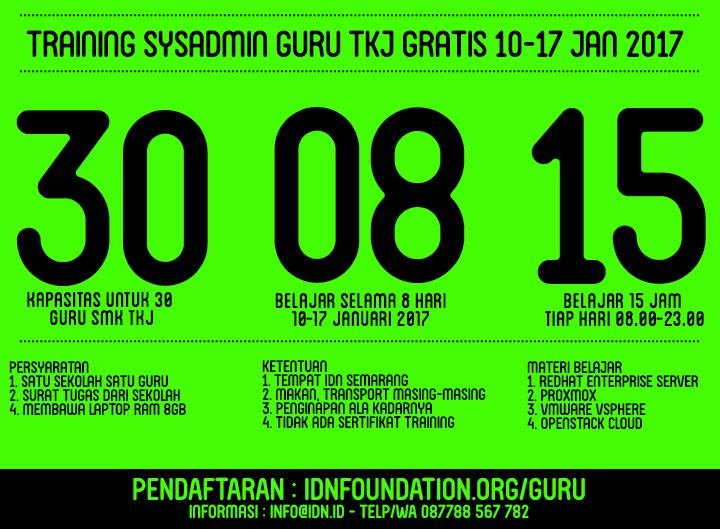 TRAINING SYSADMIN GURU TKJ GRATIS 10-17 JAN 2017
30
KAPASITAS UNTUK 30
GURU SMK TKJ
08
BELAJAR SELAMA 8 HARI
10-17 JANUARI 2017
15
BELAJAR 15 JAM
TIAP HARI 08.00-23.00
PERSYARATAN
1. SATU SEKOLAH SATU GURU
2. SURAT TUGAS DARI SEKOLAH
4. MEMBAWA LAPTOP RAM 8GB
KETENTUAN
1. TEMPAT IDN SEMARANG
2. MAKAN, TRANSPORT MASING-MASING
3. PENGINAPAN ALA KADARNYA
4. TIDAK ADA SERTIFIKAT TRAINING
MATERI BELAJAR
1. REDHAT ENTERPRISE SERVER
2. PROXMOX
3. VMWARE VSPHERE
4. OPENSTACK CLOUD
PENDAFTARAN : IDNFOUNDATION.ORG/GURU
INFORMASI : INFO@IDN.ID - TELP/WA 087788 567 782